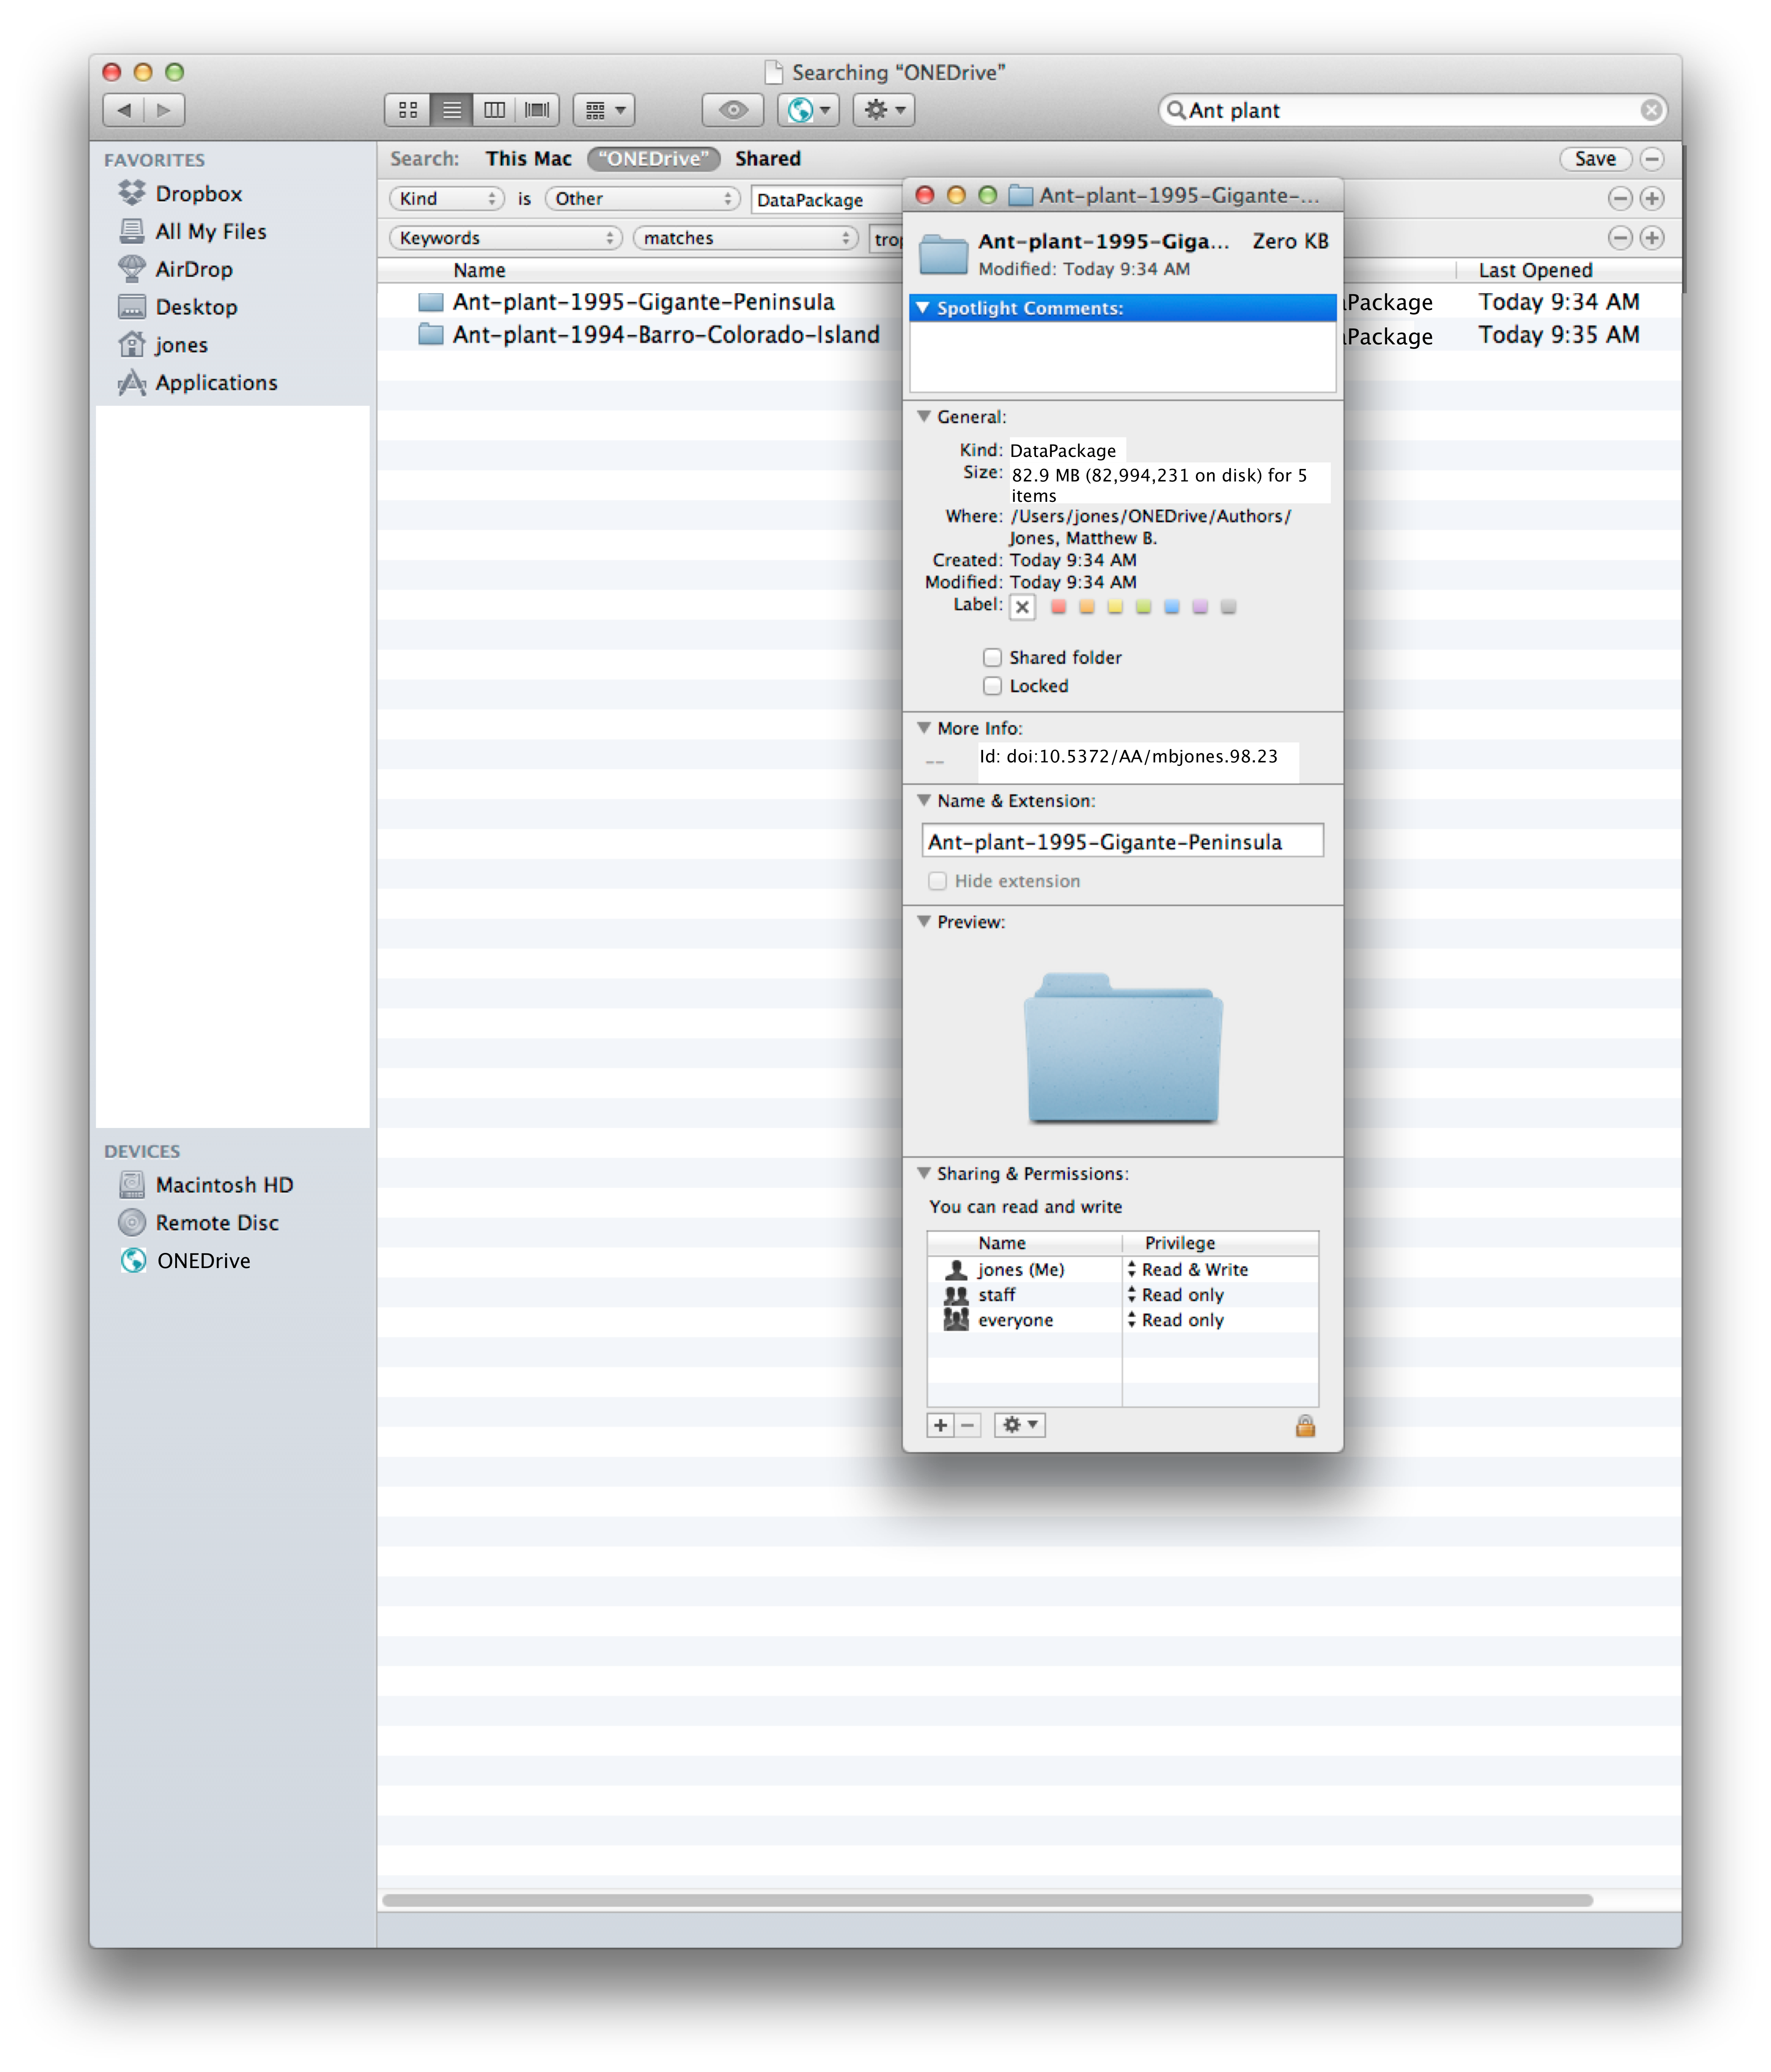 Searching “ONEDrive”
Ant plant
FAVORITES
Dropbox
All My Files
AirDrop
Desktop
jones
Applications
DEVICES
Macintosh HD
Remote Disc
ONEDrive
Search: This Mac “ONEDrive” Shared Save
Kind is Other DataPackage
Keywords matches
Name Last Opened
Ant-plant-1995-Gigante-Peninsula Today 9:34 AM
Ant-plant-1994-Barro-Colorado-Island Today 9:35 AM
Ant-plant-1995-Gigante-...
Ant-plant-1995-Giga... Zero KB
Modified: Today 9:34 AM
Spotlight Comments:
General:
Kind: DataPackage
Size: 82.9 MB (82,994,231 on disk) for 5
items
Where: /Users/jones/ONEDrive/Authors/
Jones, Matthew B.
Created: Today 9:34 AM
Modified: Today 9:34 AM
Label:
Shared folder
Locked
More Info:
-- Id: doi:10.5372/AA/mbjones.98.23
Name & Extension:
Ant-plant-1995-Gigante-Peninsula
Hide extension
Preview:
Sharing & Permissions:
You can read and write
Name Privilege
jones (Me) Read & Write
staff Read only
everyone Read only